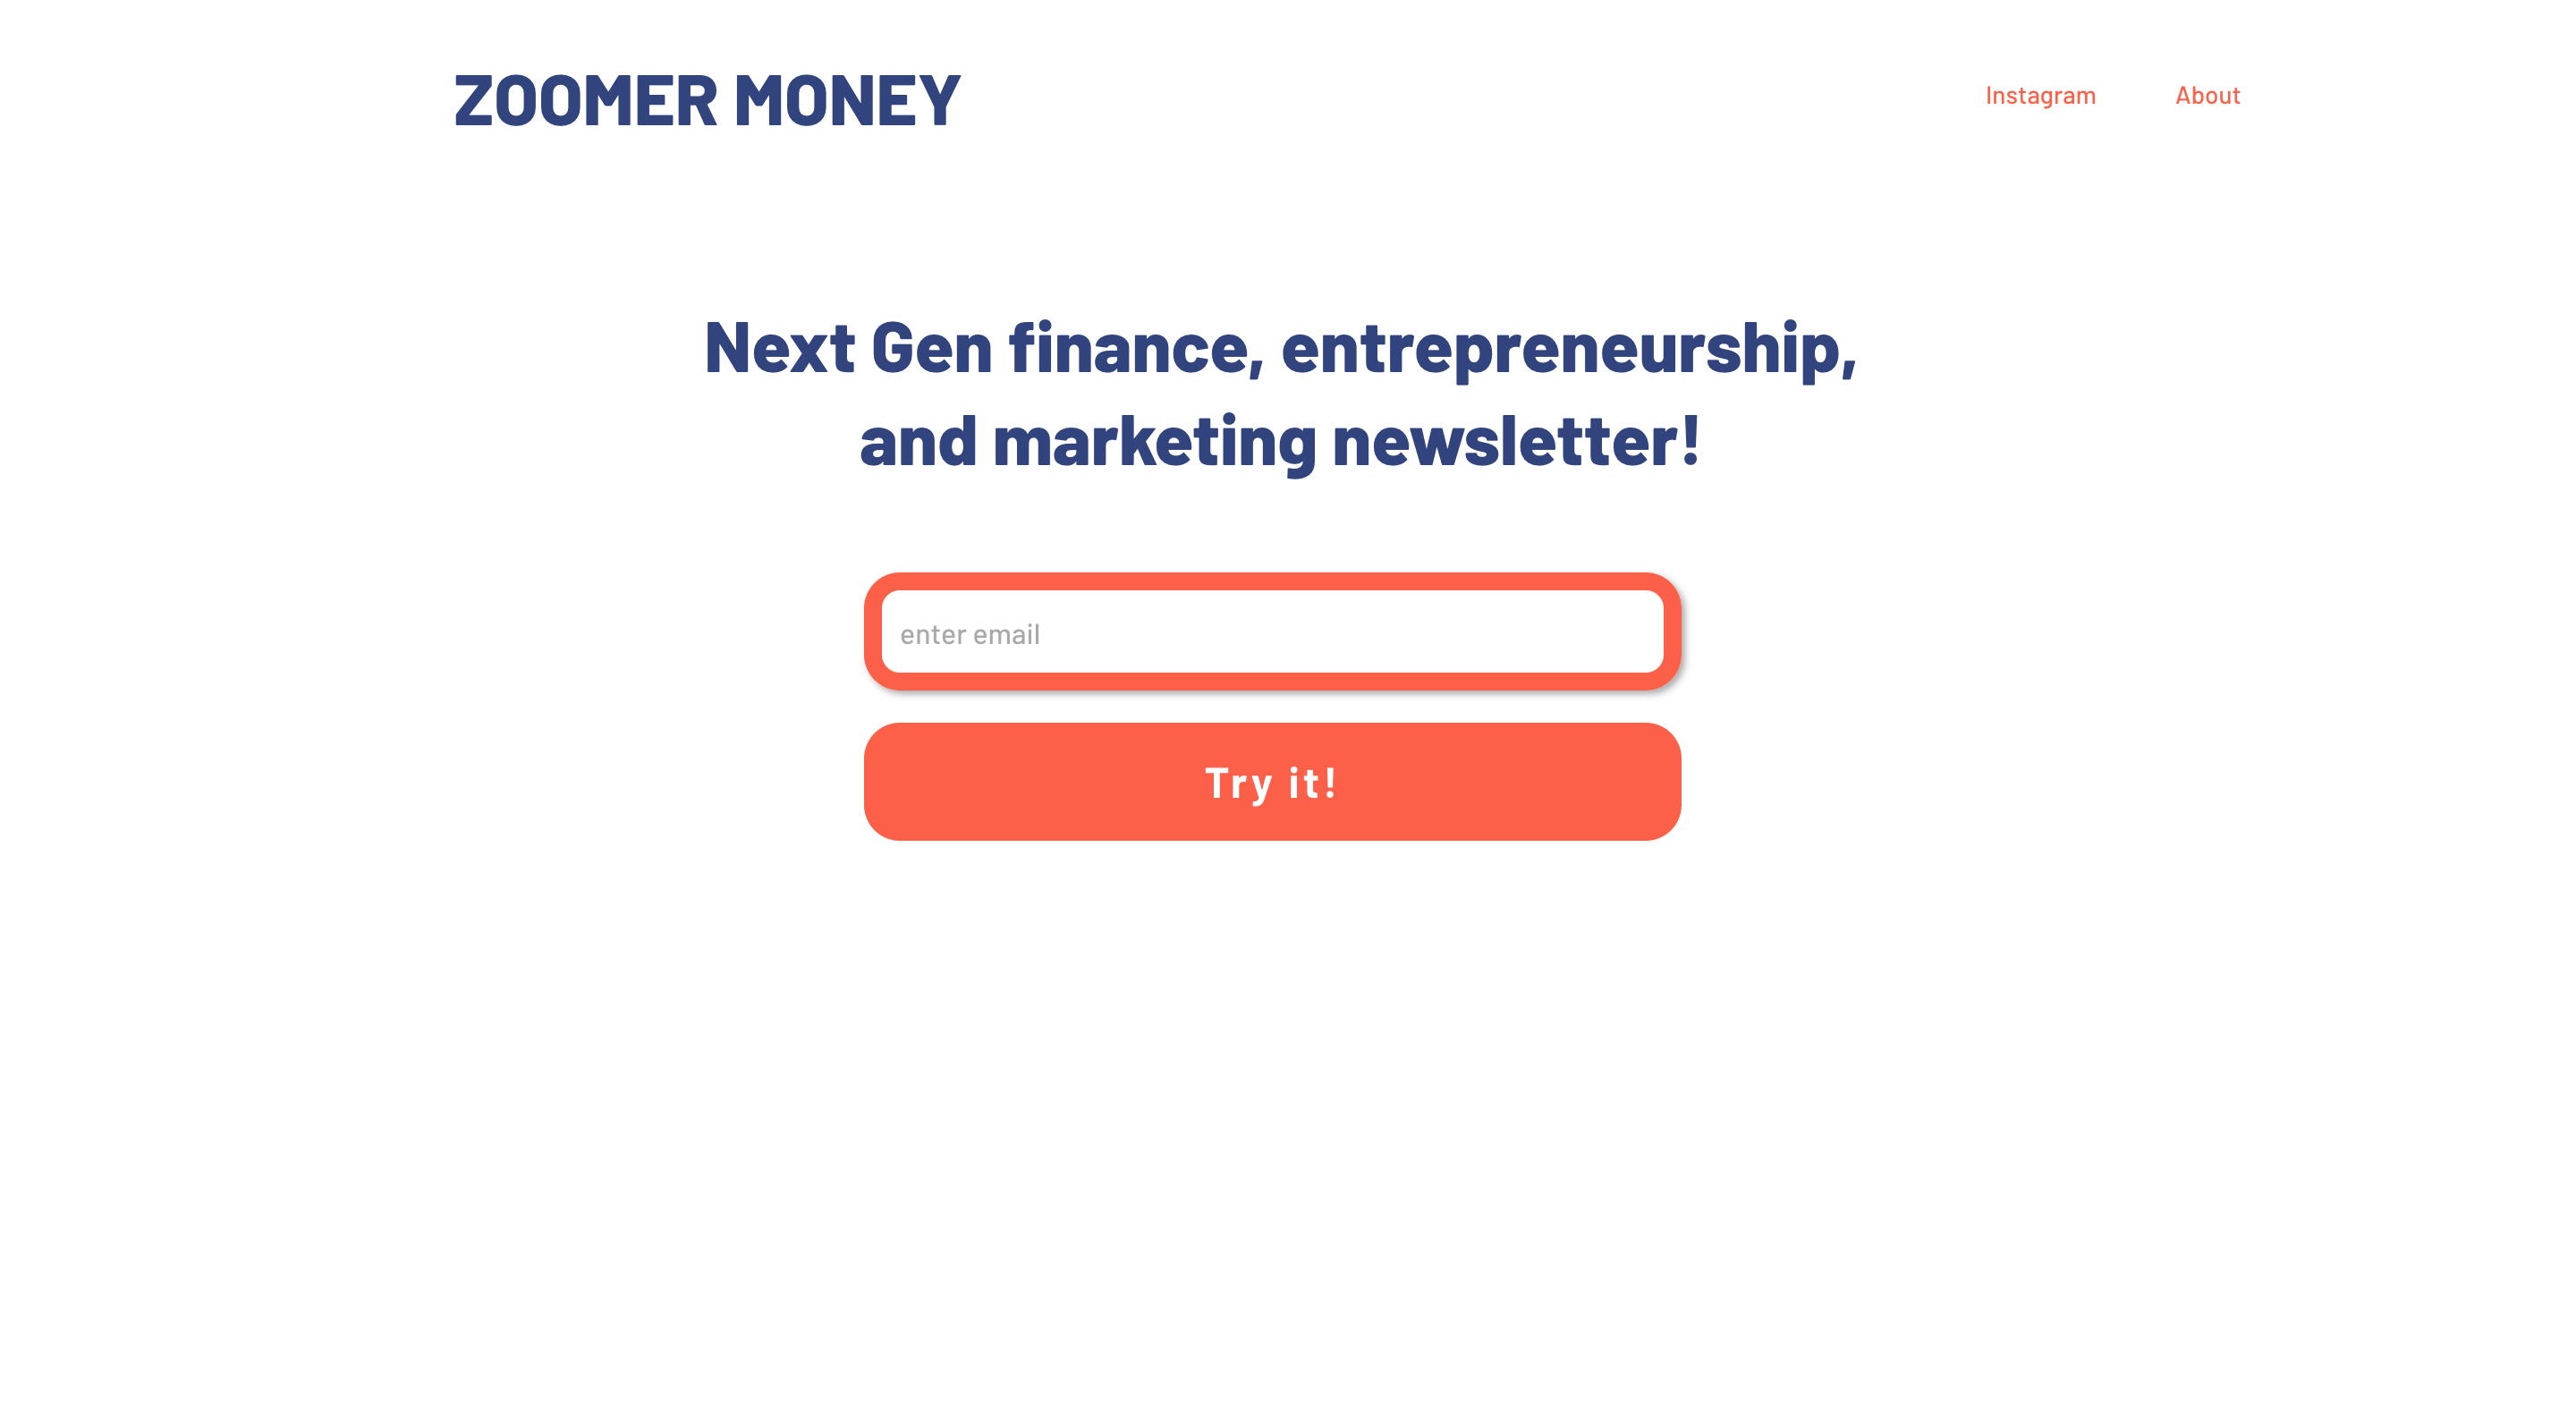 ZOOMER MONEY
Instagram
About
Next Gen finance, entrepreneurship,
and marketing newsletter!
enter email
Try it!